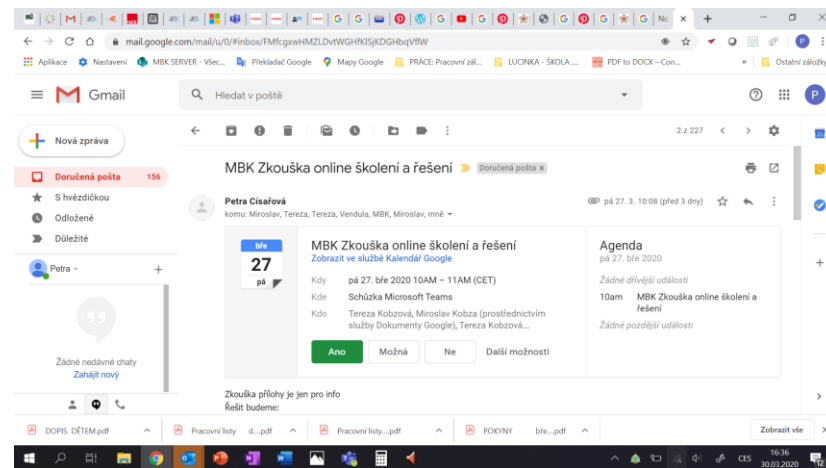 mail.google.com/mail/u/0/#inbox/FMfcgxwHMZLDvtWGHfKlSjKDGHbqVflW
Aplikace
Nastavení
MBK SERVER - Všec...
Překladač Google
Mapy Google
PRÁCE: Pracovní zál...
LUCINKA - ŠKOLA ,...
PDF to DOCX – Con...
»
Ostatní záložky
Gmail
Hledat v poště
P
Nová zpráva
2 z 227
MBK Zkouška online školení a řešení
Doručená pošta x
Doručená pošta 156
S hvězdičkou
Odložené
Důležité
Petra
Žádné nedávné chaty
Zahájit nový
Petra Císařová
pá 27. 3. 10:08 (před 3 dny)
komu: Miroslav, Tereza, Tereza, Vendula, MBK, Miroslav, mně
bře
27
pá
MBK Zkouška online školení a řešení
Zobrazit ve službě Kalendář Google
Kdy pá 27. bře 2020 10AM – 11AM (CET)
Kde Schůzka Microsoft Teams
Kdo Tereza Kobzová, Miroslav Kobza (prostřednictvím
služby Dokumenty Google), Tereza Kobzová...
Ano Možná Ne Další možnosti
Agenda
pá 27. bře 2020
Žádné dřívější události
10am MBK Zkouška online školení a
řešení
Žádné pozdější události
Zkouška přílohy je jen pro info
Řešit budeme:
DOPIS DĚTEM.pdf
Pracovní listy d....pdf
Pracovní listy....pdf
POKYNY bře...pdf
Zobrazit vše
CES
16:36
30.03.2020